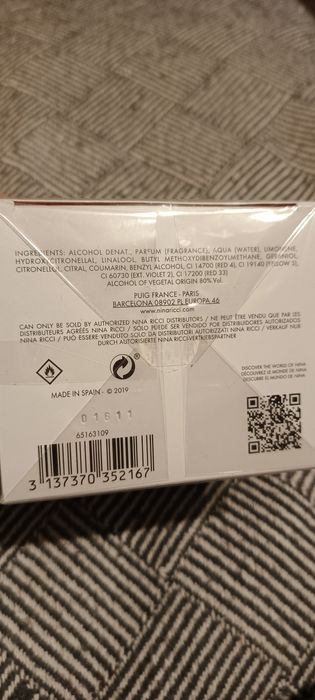 INGREDIENTS: ALCOHOL DENAT., PARFUM (FRAGRANCE), AQUA (WATER), LIMONENE,
HYDROXYCITRONELLAL, LINALOOL, BUTYL METHOXYDIBENZOYLMETHANE, GERANIOL,
CITRONELLOL, CITRAL, COUMARIN, BENZYL ALCOHOL, CI 14700 (RED 4), CI 19140 (YELLOW 5),
CI 60730 (EXT. VIOLET 2), CI 17200 (RED 33)
ALCOHOL OF VEGETAL ORIGIN 80% Vol.
PUIG FRANCE - PARIS
BARCELONA 08902 PL EUROPA 46
www.ninaricci.com
CAN ONLY BE SOLD BY AUTHORIZED NINA RICCI DISTRIBUTORS / NE PEUT ÊTRE VENDU QUE PAR LES
DISTRIBUTEURS AGRÉÉS NINA RICCI / SOLO PUEDE SER VENDIDO POR DISTRIBUIDORES AUTORIZADOS
NINA RICCI / PUÒ ESSERE VENDUTO SOLO DA DISTRIBUTORI AUTORIZZATI NINA RICCI / VERKAUF NUR
DURCH AUTORISIERTE NINA RICCI VERTRIEBSPARTNER
MADE IN SPAIN - © 2019
DISCOVER THE WORLD OF NINA
DÉCOUVREZ LE MONDE DE NINA
DESCUBRE EL MUNDO DE NINA
01611
65163109
3 137370 352167